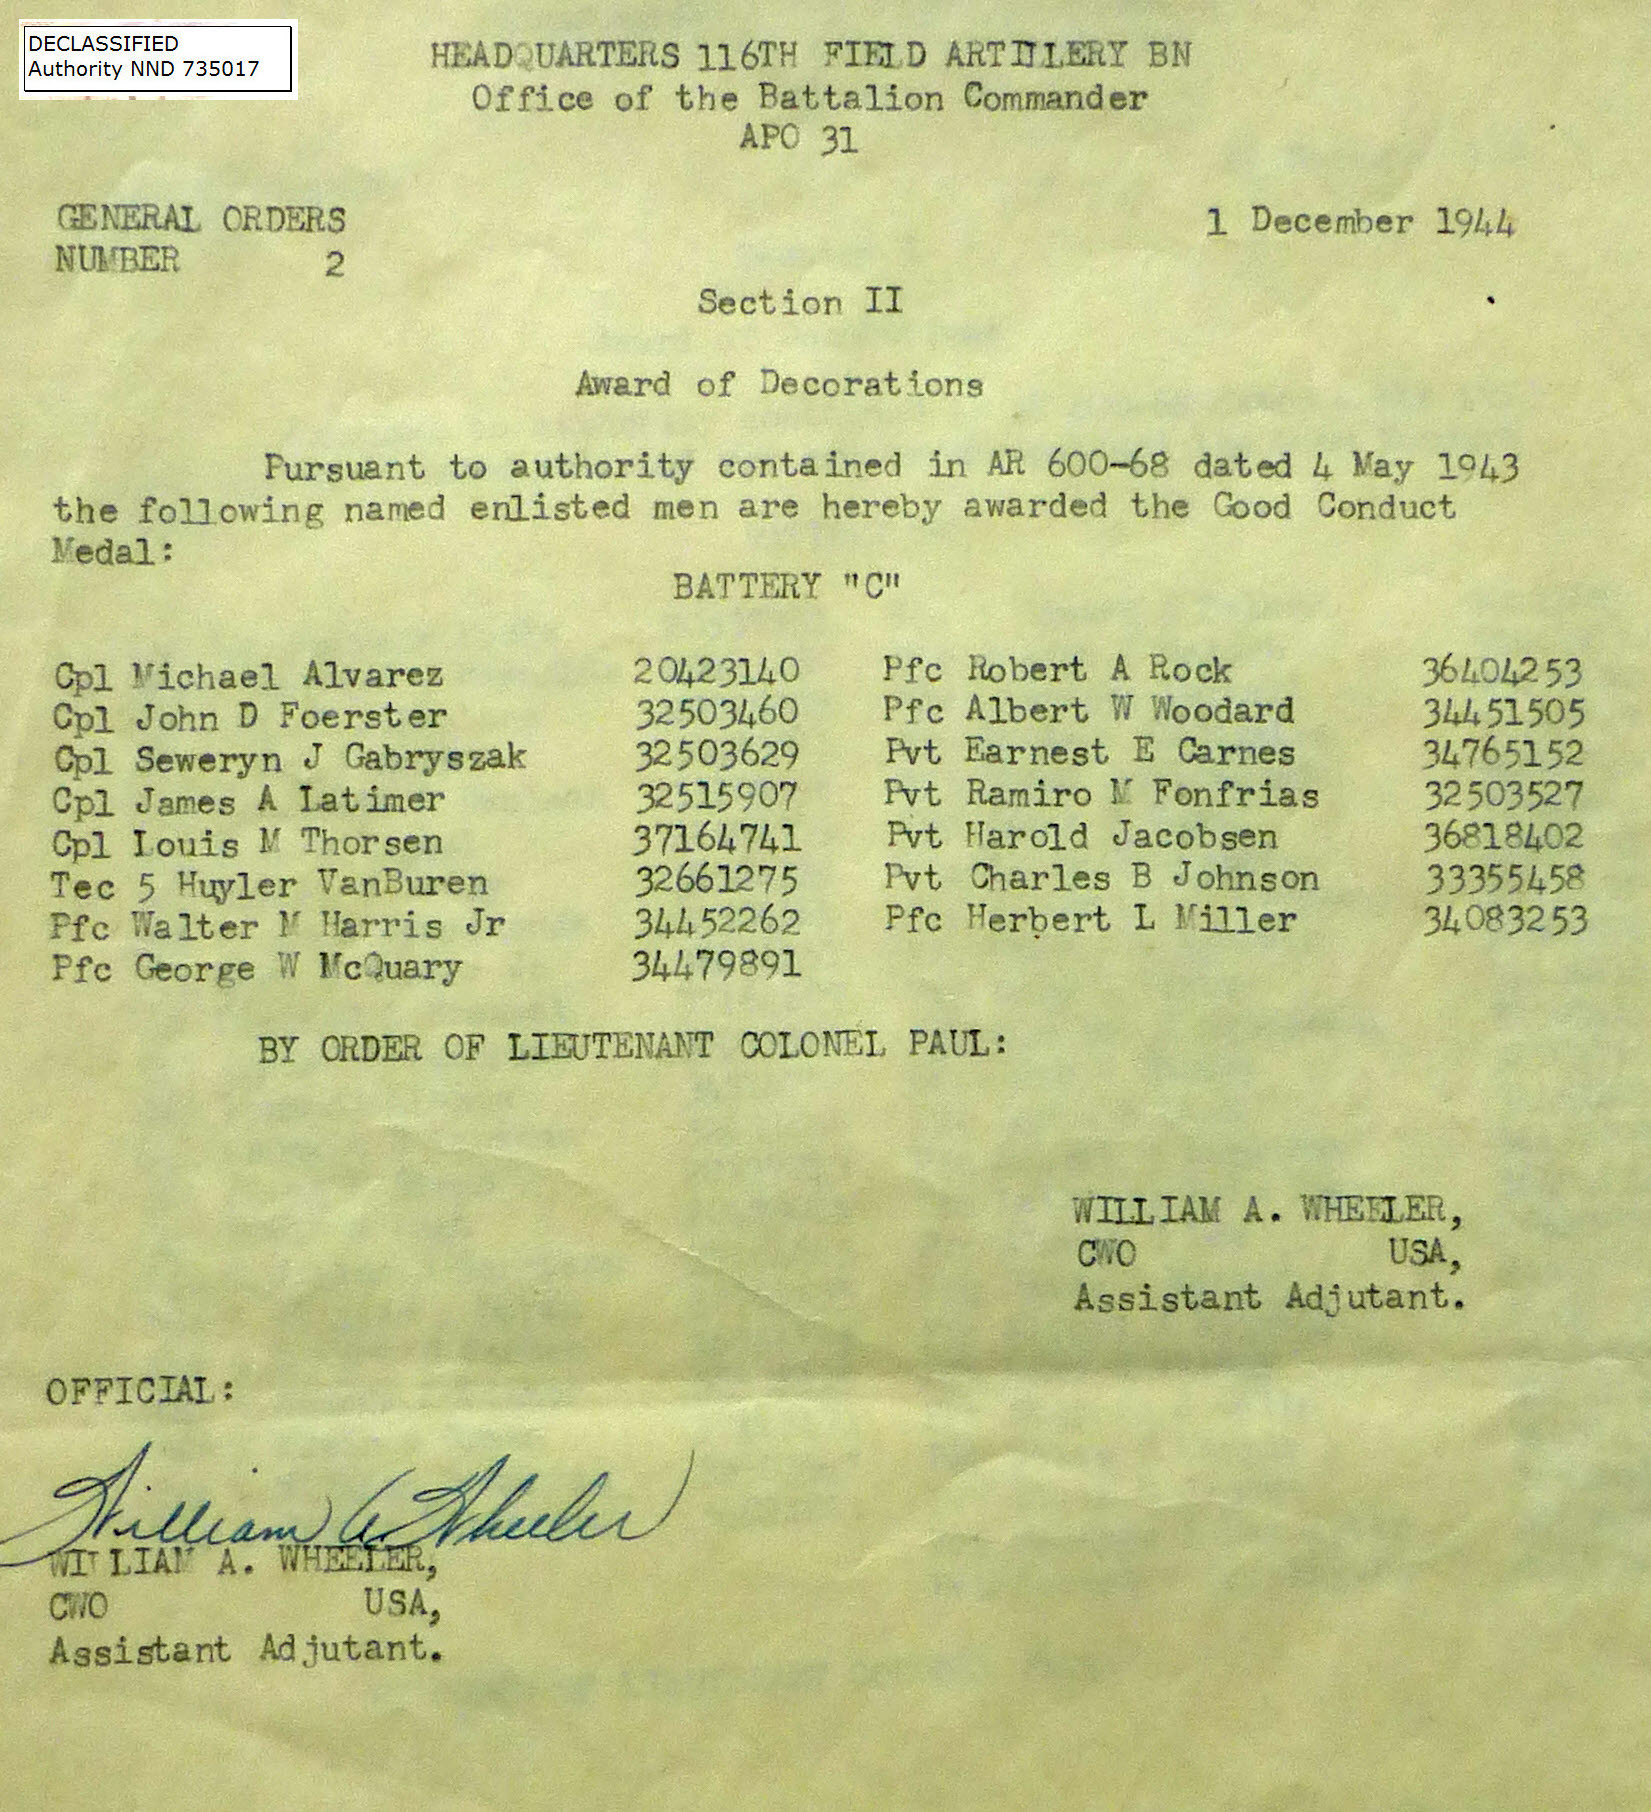 DECLASSIFIED
Authority NND 735017
HEADQUARTERS 116TH FIELD ARTILLERY BN
Office of the Battalion Commander
APO 31
GENERAL ORDERS
1 December 1944
NUMBER 2
Section II
Award of Decorations
Pursuant to authority contained in AR 600-68 dated 4 May 1943
the following named enlisted men are hereby awarded the Good Conduct
Medal:
BATTERY "C"
Cpl Michael Alvarez 20423140 Pfc Robert A Rock 36404253
Cpl John D Foerster 32503460 Pfc Albert W Woodard 34451505
Cpl Seweryn J Gabryszak 32503629 Pvt Earnest E Carnes 34765152
Cpl James A Latimer 32515907 Pvt Ramiro M Fonfrias 32503527
Cpl Louis M Thorsen 37164741 Pvt Harold Jacobsen 36818402
Tec 5 Huyler VanBuren 32661275 Pvt Charles B Johnson 33355458
Pfc Walter M Harris Jr 34452262 Pfc Herbert L Miller 34083253
Pfc George W McQuary 34479891
BY ORDER OF LIEUTENANT COLONEL PAUL:
WILLIAM A. WHEELER,
CWO USA,
Assistant Adjutant.
OFFICIAL:
William A Wheeler
WILLIAM A. WHEELER,
CWO USA,
Assistant Adjutant.